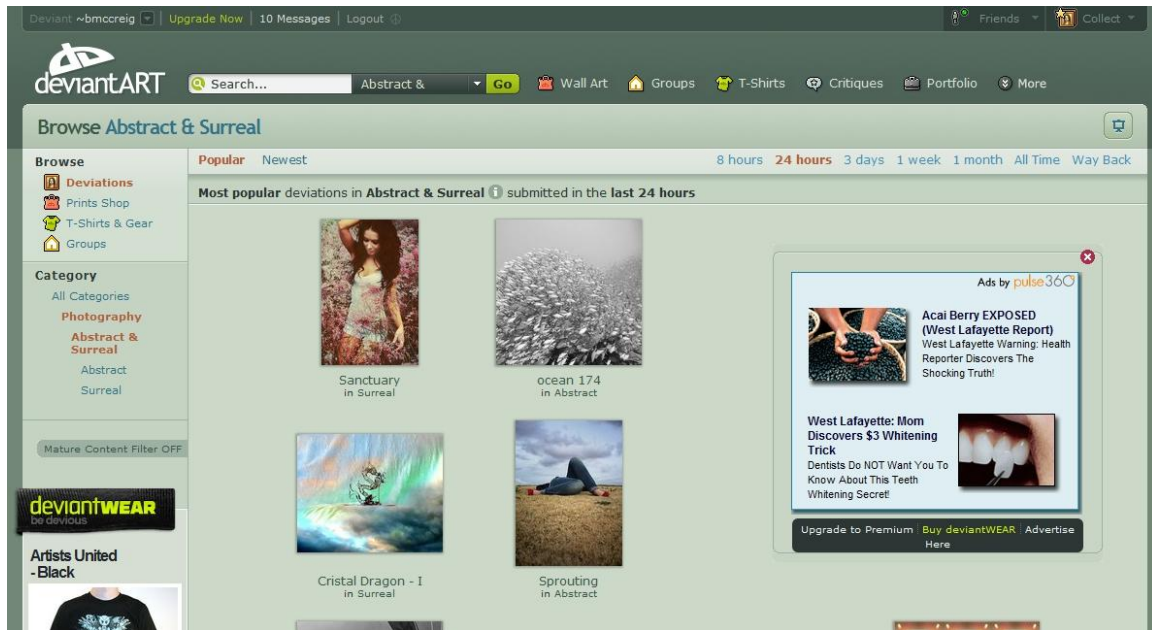 Deviant ~bmccreig | Upgrade Now | 10 Messages | Logout
Friends
Collect
deviantART
Search...
Abstract &
Go
Wall Art
Groups
T-Shirts
Critiques
Portfolio
More
Browse Abstract & Surreal
Browse
Deviations
Prints Shop
T-Shirts & Gear
Groups
Category
All Categories
Photography
Abstract &
Surreal
Abstract
Surreal
Mature Content Filter OFF
deviantWEAR
be devious
Artists United
- Black
Popular Newest
8 hours 24 hours 3 days 1 week 1 month All Time Way Back
Most popular deviations in Abstract & Surreal submitted in the last 24 hours
Sanctuary
in Surreal
ocean 174
in Abstract
Cristal Dragon - I
in Surreal
Sprouting
in Abstract
Ads by pulse360
Acai Berry EXPOSED
(West Lafayette Report)
West Lafayette Warning: Health
Reporter Discovers The
Shocking Truth!
West Lafayette: Mom
Discovers $3 Whitening
Trick
Dentists Do NOT Want You To
Know About This Teeth
Whitening Secret!
Upgrade to Premium | Buy deviantWEAR | Advertise
Here